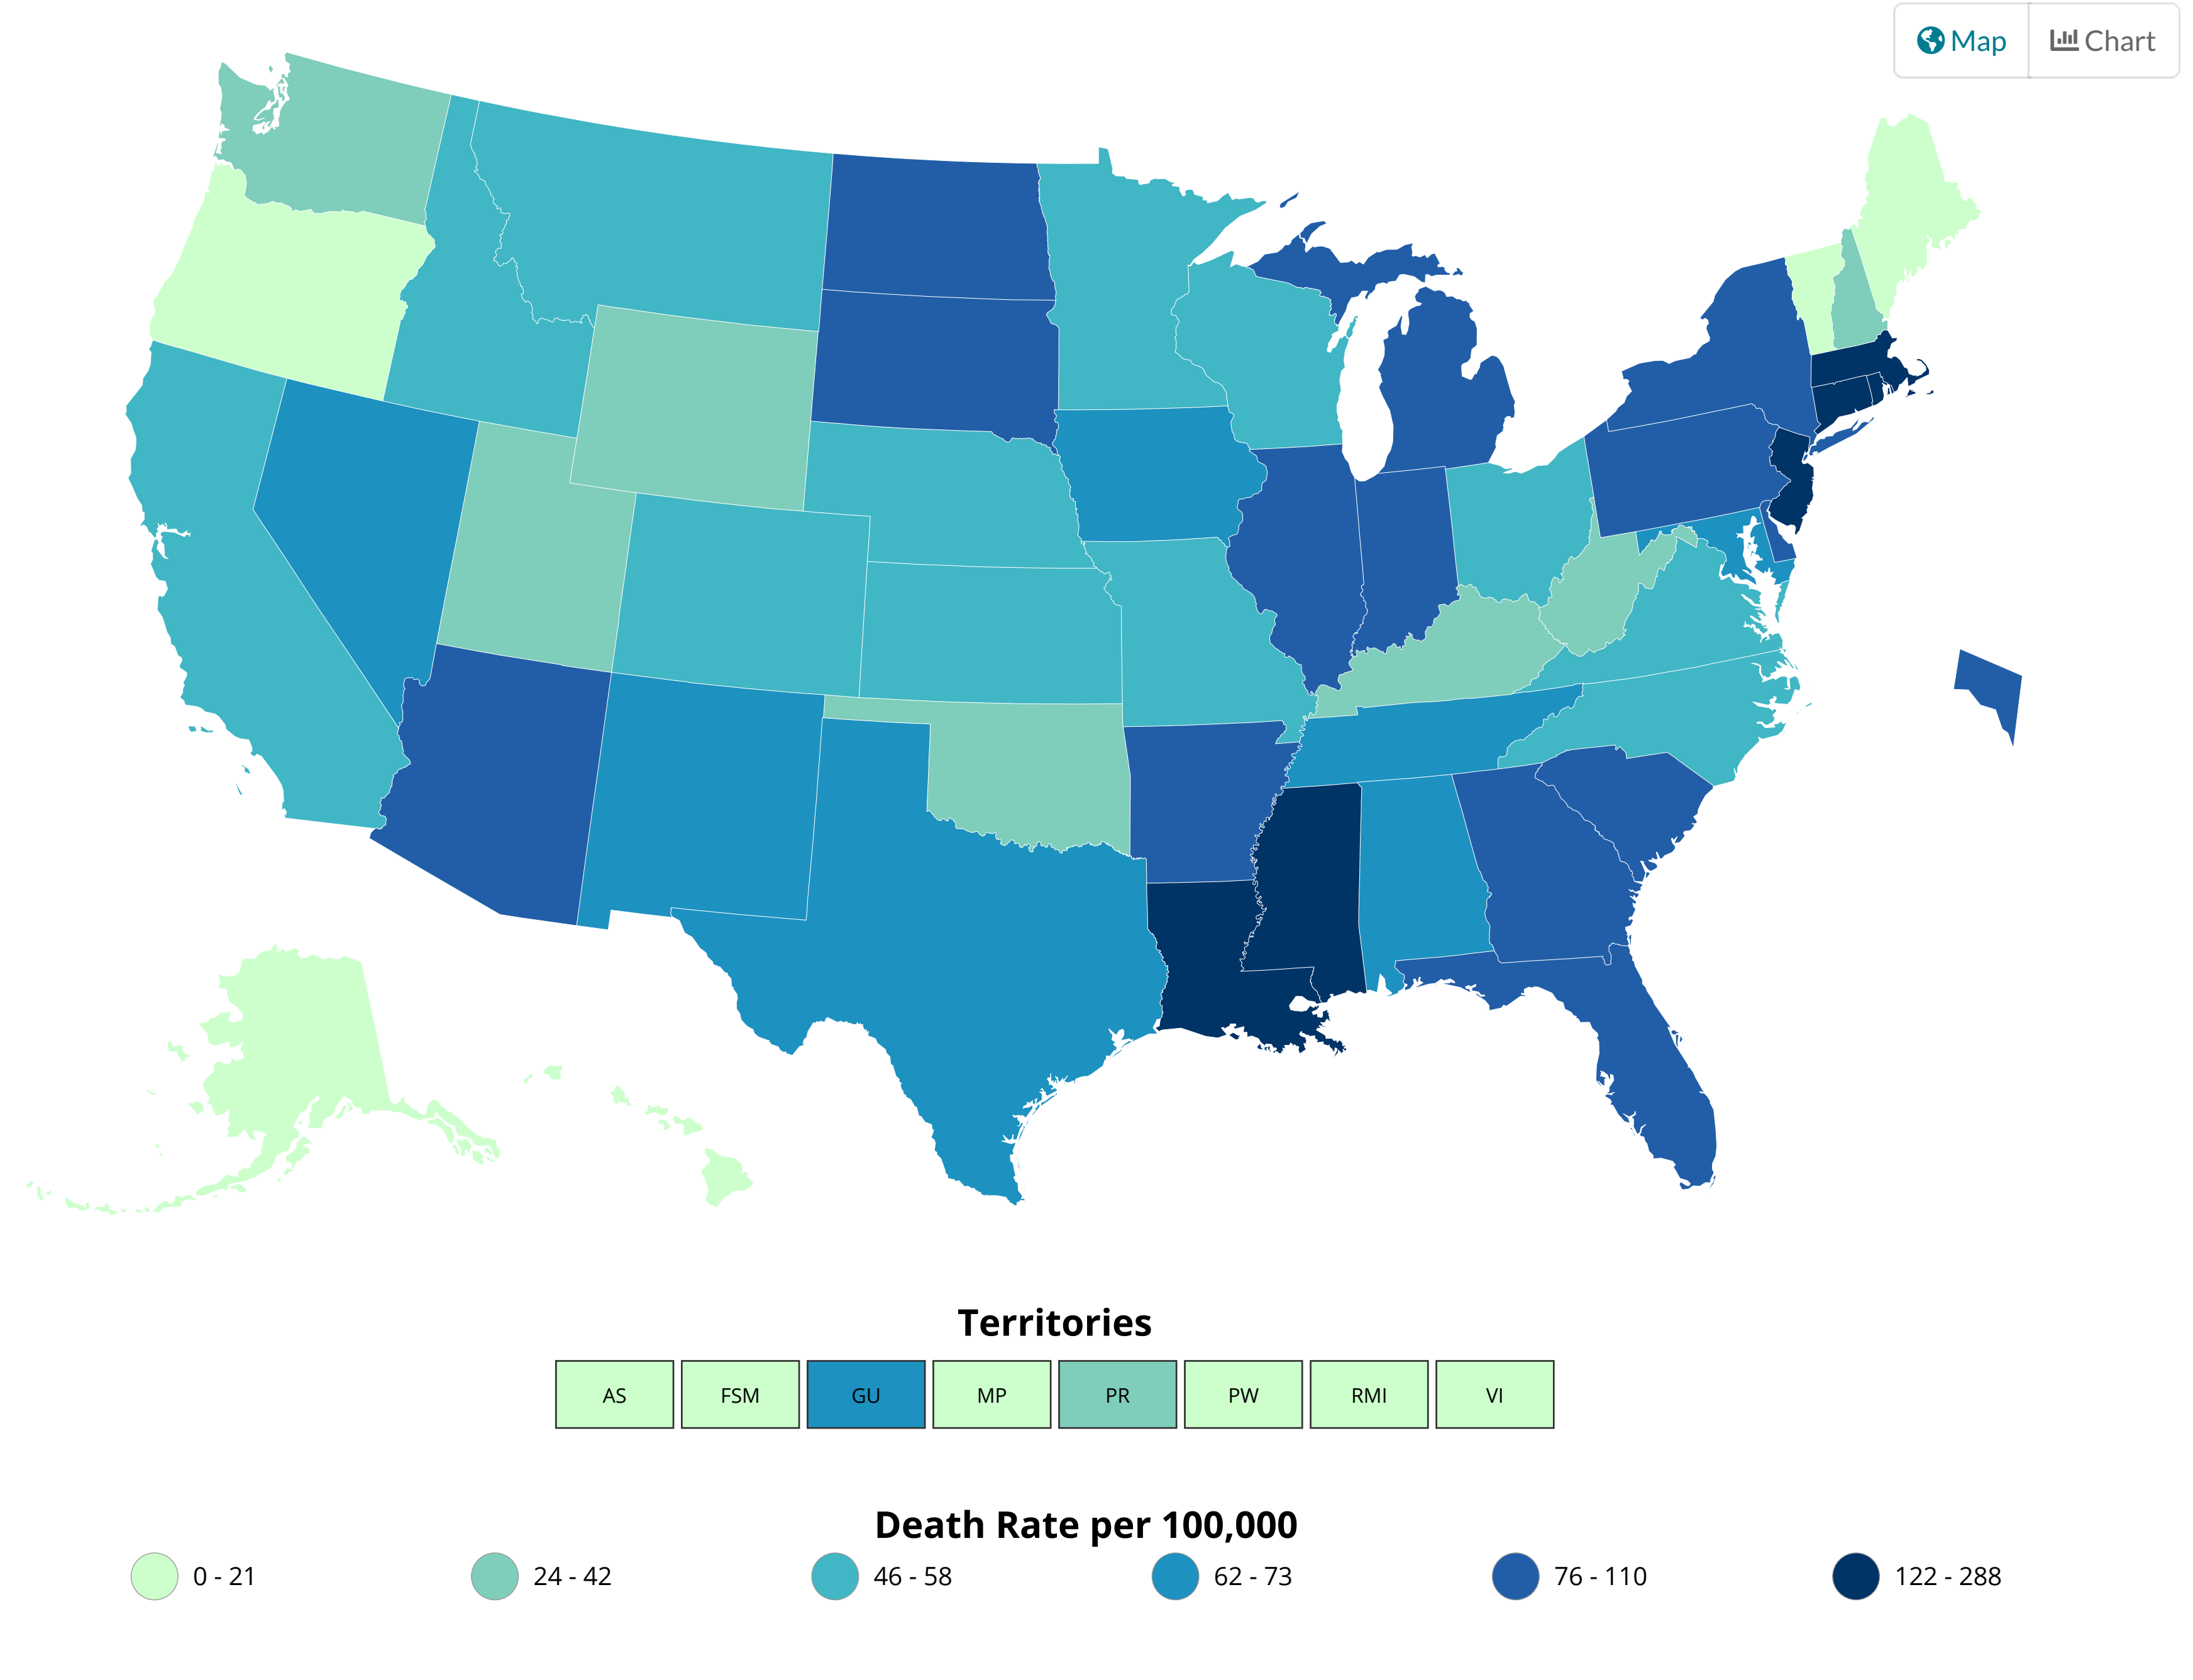 Map Chart
Territories
AS FSM GU MP PR PW RMI VI
Death Rate per 100,000
0 - 21 24 - 42 46 - 58 62 - 73 76 - 110 122 - 288